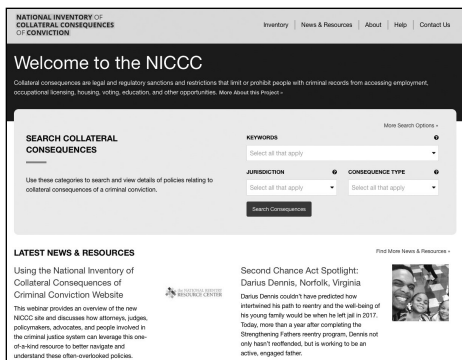 NATIONAL INVENTORY OF
COLLATERAL CONSEQUENCES
OF CONVICTION
Inventory | News & Resources | About | Help | Contact Us
Welcome to the NICCC
Collateral consequences are legal and regulatory sanctions and restrictions that limit or prohibit people with criminal records from accessing employment,
occupational licensing, housing, voting, education, and other opportunities. More About this Project »
More Search Options »
SEARCH COLLATERAL
CONSEQUENCES
Use these categories to search and view details of policies relating to
collateral consequences of a criminal conviction.
KEYWORDS
Select all that apply
JURISDICTION
CONSEQUENCE TYPE
Select all that apply
Select all that apply
Search Consequences
LATEST NEWS & RESOURCES
Find More News & Resources »
Using the National Inventory of
Collateral Consequences of
Criminal Conviction Website
This webinar provides an overview of the new
NICCC site and discusses how attorneys, judges,
policymakers, advocates, and people involved in
the criminal justice system can leverage this one-
of-a-kind resource to better navigate and
understand these often-overlooked policies.
the NATIONAL REENTRY
RESOURCE CENTER
Second Chance Act Spotlight:
Darius Dennis, Norfolk, Virginia
Darius Dennis couldn't have predicted how
intertwined his path to reentry and the well-being of
his young family would be when he left jail in 2017.
Today, more than a year after completing the
Strengthening Fathers reentry program, Dennis not
only hasn't reoffended, but is working to be an
active, engaged father.